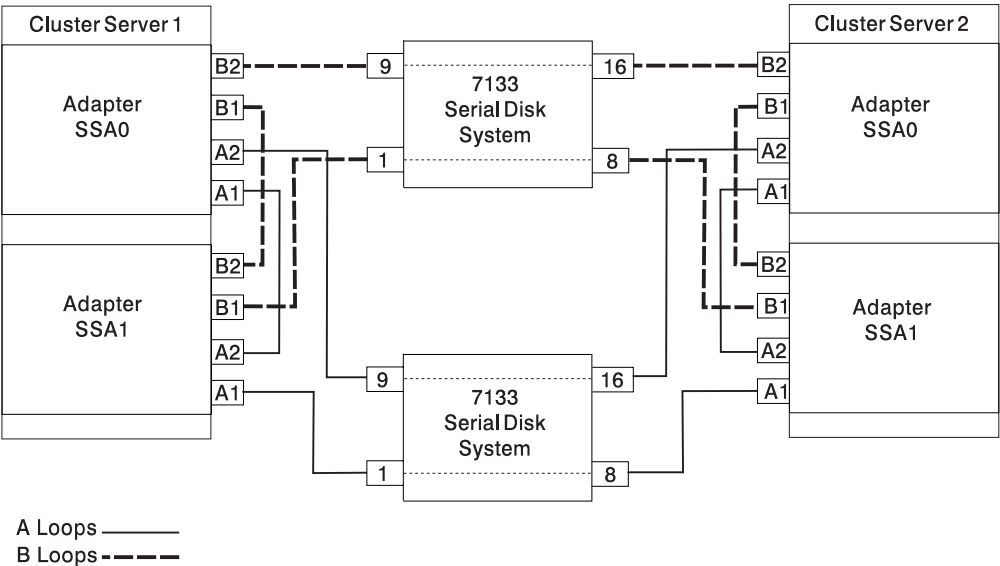 Cluster Server 1
Adapter
SSA0
B2
B1
A2
A1
Adapter
SSA1
B2
B1
A2
A1
9
16
7133
Serial Disk
System
1
8
9
16
7133
Serial Disk
System
1
8
Cluster Server 2
B2
B1
A2
A1
Adapter
SSA0
B2
B1
A2
A1
Adapter
SSA1
A Loops
B Loops